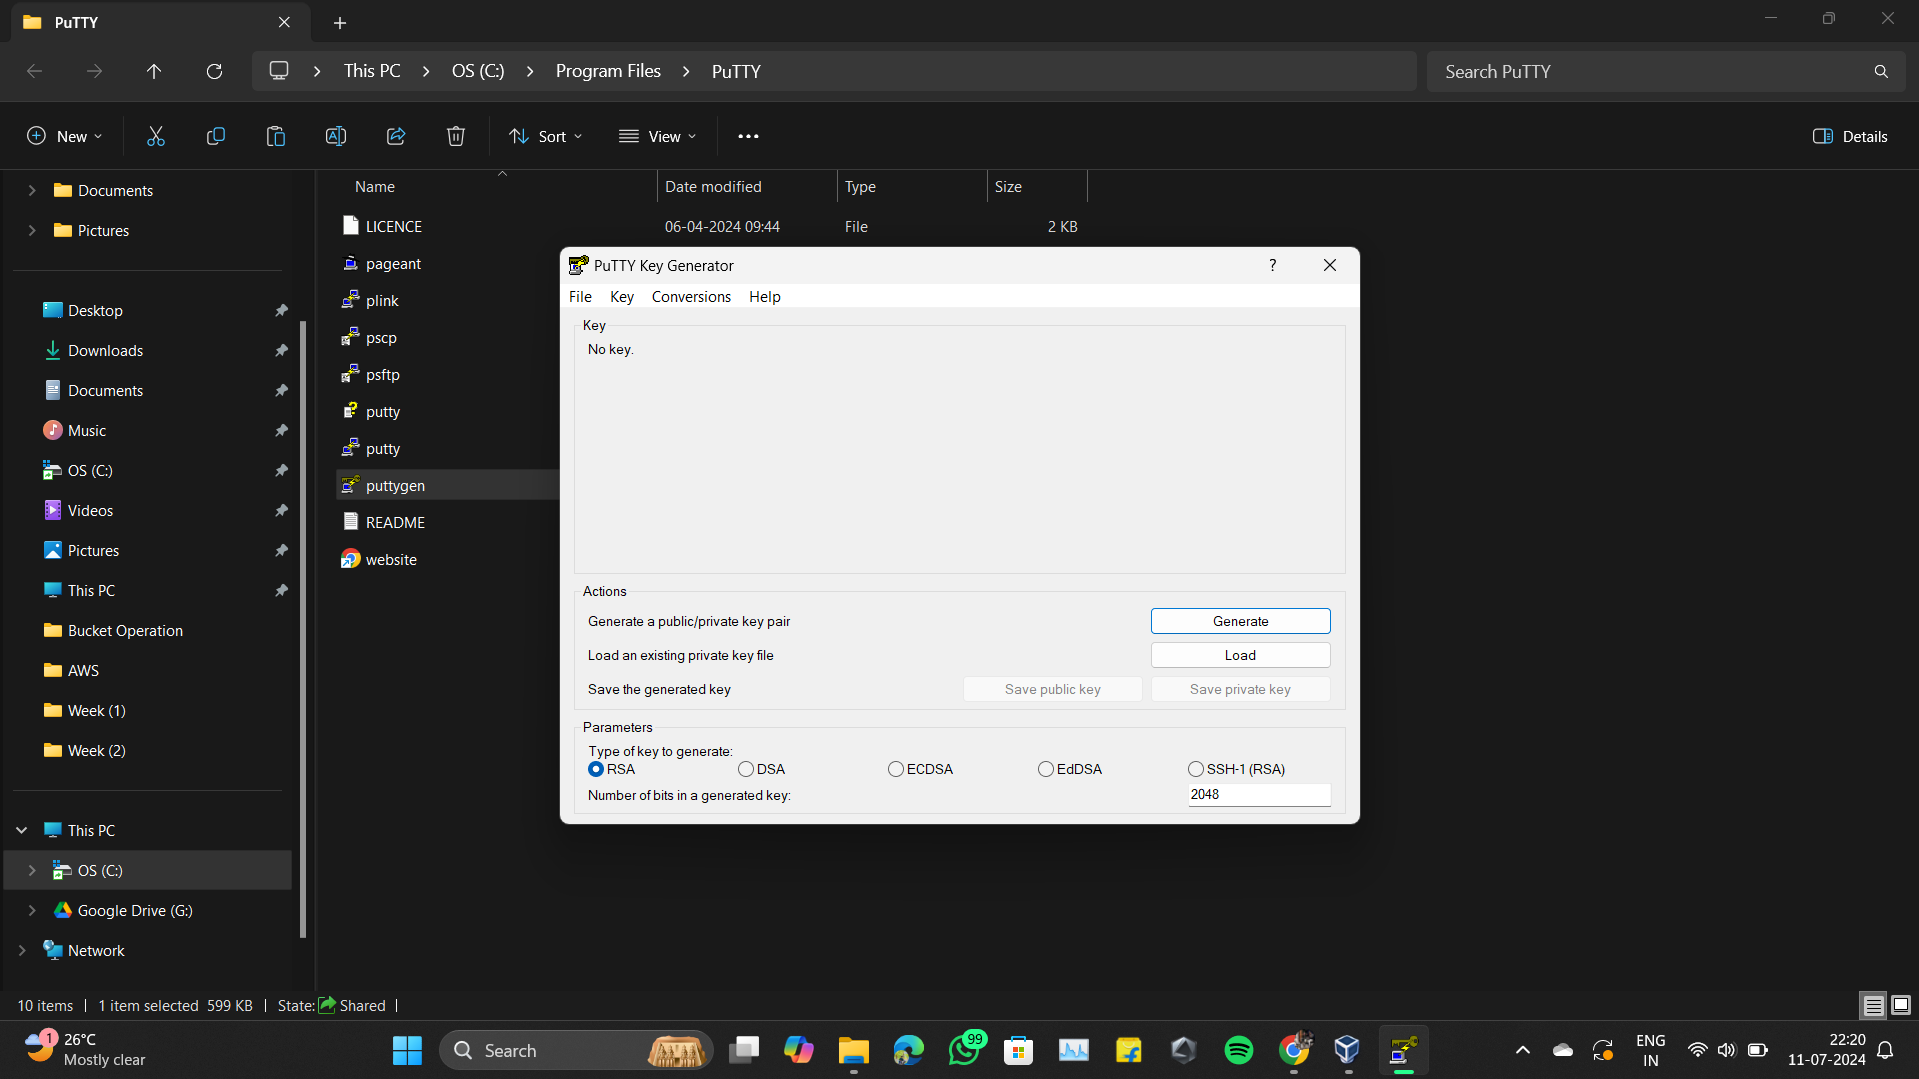 PuTTY
This PC OS (C:) Program Files PuTTY
Search PuTTY
New Sort View Details
Documents
Pictures
Desktop
Downloads
Documents
Music
OS (C:)
Videos
Pictures
This PC
Bucket Operation
AWS
Week (1)
Week (2)
This PC
OS (C:)
Google Drive (G:)
Network
Name Date modified Type Size
LICENCE 06-04-2024 09:44 File 2 KB
pageant
plink
pscp
psftp
putty
putty
puttygen
README
website
PuTTY Key Generator ?
File Key Conversions Help
Key
No key.
Actions
Generate a public/private key pair Generate
Load an existing private key file Load
Save the generated key Save public key Save private key
Parameters
Type of key to generate:
RSA DSA ECDSA EdDSA SSH-1 (RSA)
Number of bits in a generated key: 2048
10 items 1 item selected 599 KB State: Shared
1
26°C
Mostly clear
Search
99
ENG
IN
22:20
11-07-2024